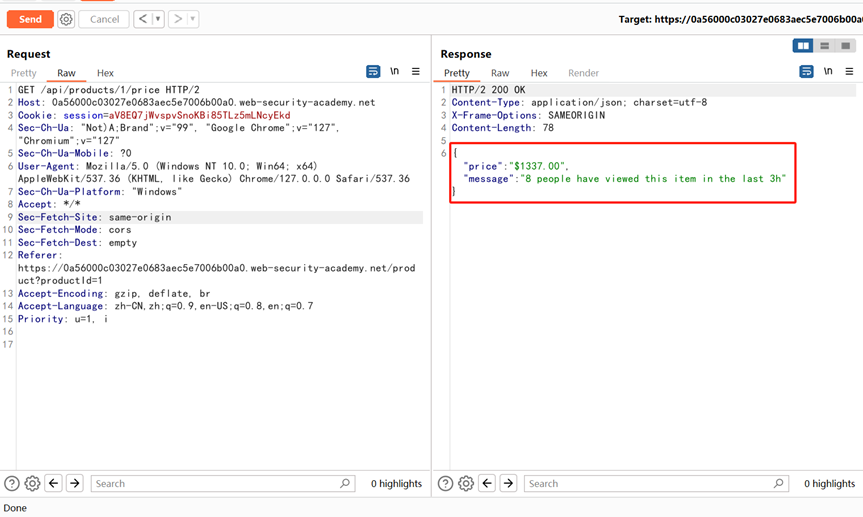 Send
Cancel
Target: https://0a56000c03027e0683aec5e7006b00a
Request
Pretty Raw Hex
\n
1 GET /api/products/1/price HTTP/2
2 Host: 0a56000c03027e0683aec5e7006b00a0.web-security-academy.net
3 Cookie: session=aV8EQ7jWvspvSnoKBi85TLz5mLNcyEkd
4 Sec-Ch-Ua: "Not)A;Brand";v="99", "Google Chrome";v="127",
"Chromium";v="127"
5 Sec-Ch-Ua-Mobile: ?0
6 User-Agent: Mozilla/5.0 (Windows NT 10.0; Win64; x64)
AppleWebKit/537.36 (KHTML, like Gecko) Chrome/127.0.0.0 Safari/537.36
7 Sec-Ch-Ua-Platform: "Windows"
8 Accept: */*
9 Sec-Fetch-Site: same-origin
10 Sec-Fetch-Mode: cors
11 Sec-Fetch-Dest: empty
12 Referer:
https://0a56000c03027e0683aec5e7006b00a0.web-security-academy.net/prod
uct?productId=1
13 Accept-Encoding: gzip, deflate, br
14 Accept-Language: zh-CN,zh;q=0.9,en-US;q=0.8,en;q=0.7
15 Priority: u=1, i
16
17
Search
0 highlights
Response
Pretty Raw Hex Render
\n
1 HTTP/2 200 OK
2 Content-Type: application/json; charset=utf-8
3 X-Frame-Options: SAMEORIGIN
4 Content-Length: 78
5
6 {
"price":"$1337.00",
"message":"8 people have viewed this item in the last 3h"
}
Search
0 highlights
Done